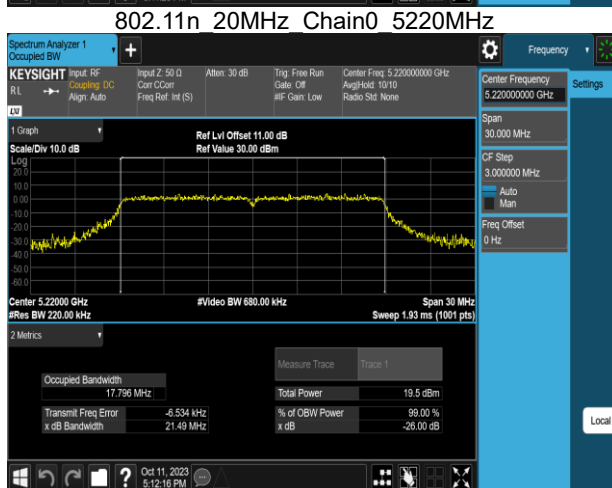 802.11n_20MHz_Chain0_5220MHz
Spectrum Analyzer 1
Occupied BW
Frequency
KEYSIGHT Input: RF Input Z: 50 Ω Atten: 30 dB Trig: Free Run Center Freq: 5.220000000 GHz
RL Coupling: DC Corr CCorr Gate: Off Avg|Hold: 10/10
Align: Auto Freq Ref: Int (S) #IF Gain: Low Radio Std: None
LXI
1 Graph
Ref Lvl Offset 11.00 dB
Scale/Div 10.0 dB Ref Value 30.00 dBm
Log
20.0
10.0
0.00
-10.0
-20.0
-30.0
-40.0
-50.0
-60.0
Center 5.22000 GHz #Video BW 680.00 kHz Span 30 MHz
#Res BW 220.00 kHz Sweep 1.93 ms (1001 pts)
2 Metrics
Measure Trace Trace 1
Occupied Bandwidth
17.796 MHz Total Power 19.5 dBm
Transmit Freq Error -6.534 kHz % of OBW Power 99.00 %
x dB Bandwidth 21.49 MHz x dB -26.00 dB
Center Frequency
5.220000000 GHz
Settings
Span
30.000 MHz
CF Step
3.000000 MHz
Auto
Man
Freq Offset
0 Hz
Local
? Oct 11, 2023
5:12:16 PM